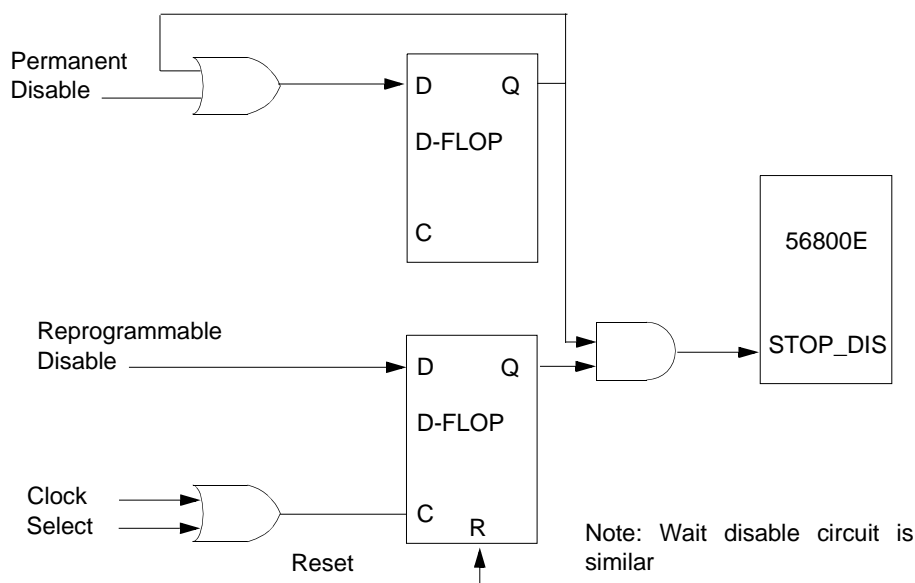 Permanent
Disable
D
Q
D-FLOP
C
56800E
STOP_DIS
Reprogrammable
Disable
D
Q
D-FLOP
C
R
Clock
Select
Reset
Note: Wait disable circuit is
similar